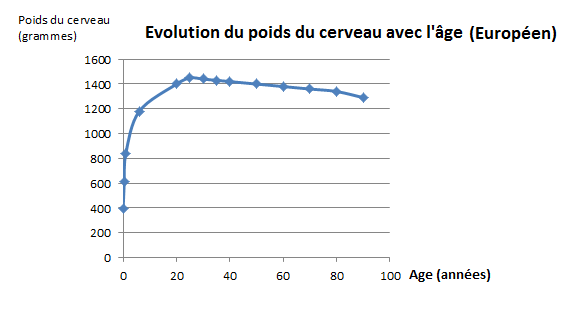 Poids du cerveau
(grammes)
Evolution du poids du cerveau avec l'âge (Européen)
1600
1400
1200
1000
800
600
400
200
0
0 20 40 60 80 100
Age (années)